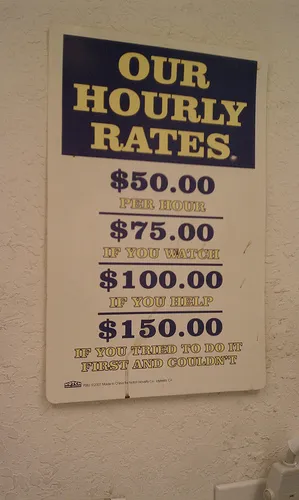 OUR
HOURLY
RATES
$50.00
PER HOUR
$75.00
IF YOU WATCH
$100.00
IF YOU HELP
$150.00
IF YOU TRIED TO DO IT
FIRST AND COULDN'T